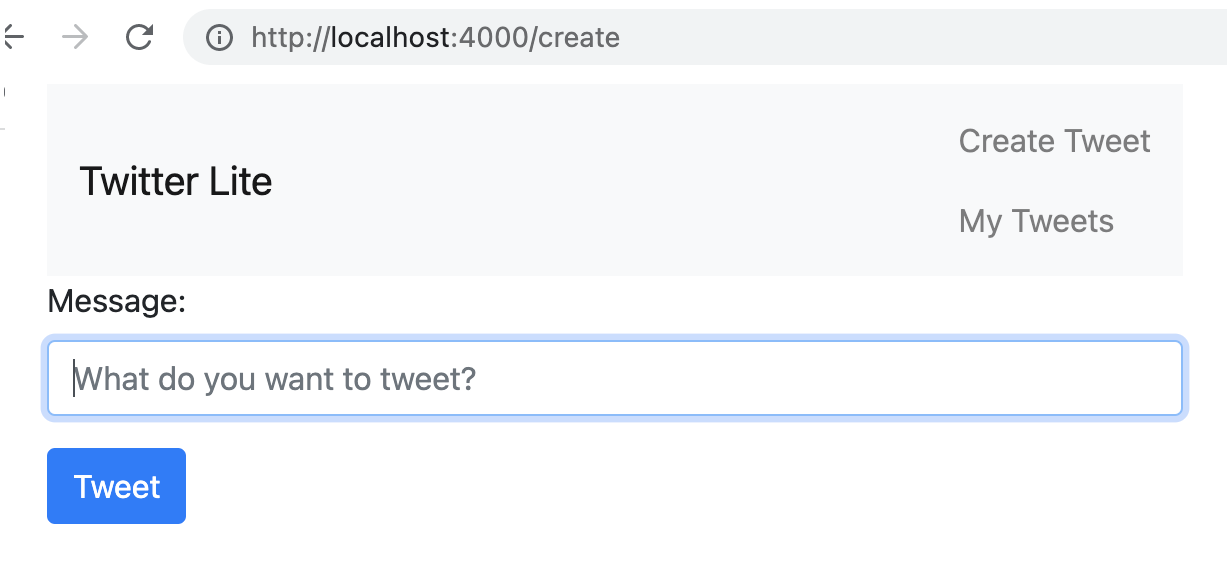 http://localhost:4000/create
Twitter Lite
Create Tweet
My Tweets
Message:
What do you want to tweet?
Tweet